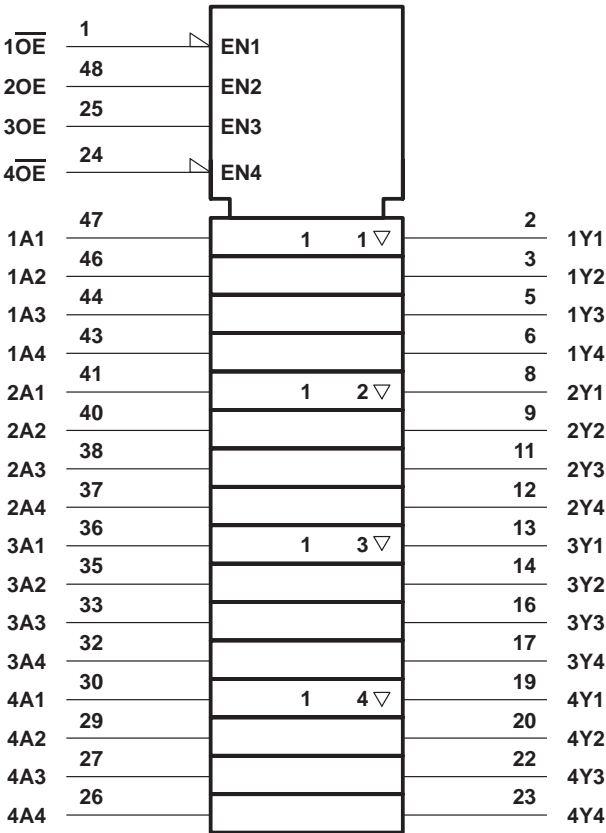 1O̅E̅ 1 EN1
2OE 48 EN2
3OE 25 EN3
4O̅E̅ 24 EN4
1A1 47 1 1 ▽ 2 1Y1
1A2 46 3 1Y2
1A3 44 5 1Y3
1A4 43 6 1Y4
2A1 41 1 2 ▽ 8 2Y1
2A2 40 9 2Y2
2A3 38 11 2Y3
2A4 37 12 2Y4
3A1 36 1 3 ▽ 13 3Y1
3A2 35 14 3Y2
3A3 33 16 3Y3
3A4 32 17 3Y4
4A1 30 1 4 ▽ 19 4Y1
4A2 29 20 4Y2
4A3 27 22 4Y3
4A4 26 23 4Y4